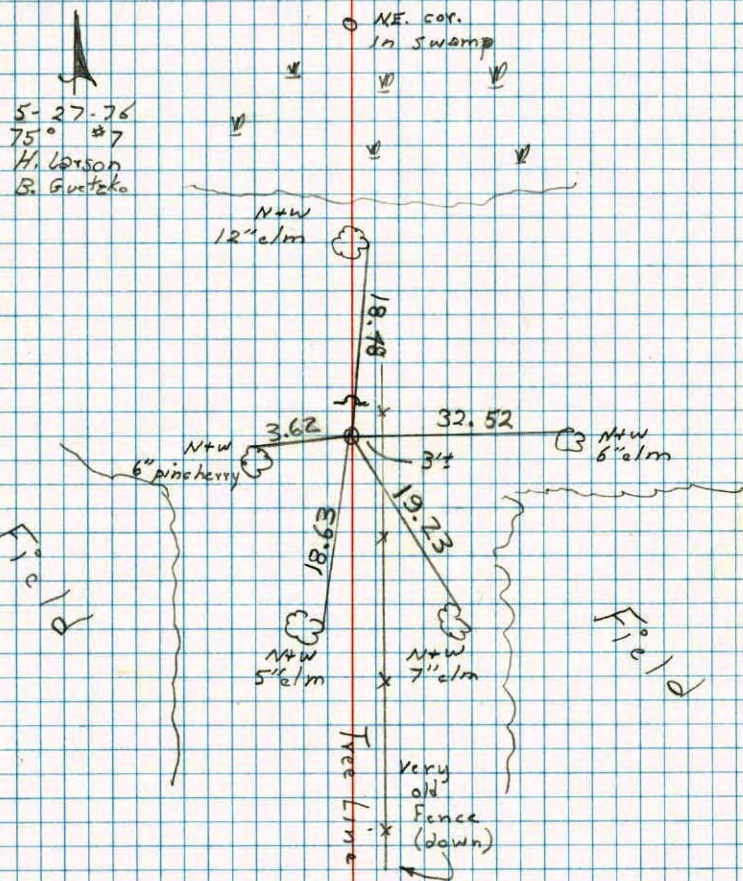 NE. cor.
in swamp
5-27-76
75° #7
H. Larson
B. Guetzko
N+W
12" elm
18.48
3.62
32.52
N+W
6" pincherry
N+W
6" elm
3'±
18.63
19.23
Field
Field
N+W
5" elm
N+W
7" elm
Tree Line
Very
old
Fence
(down)